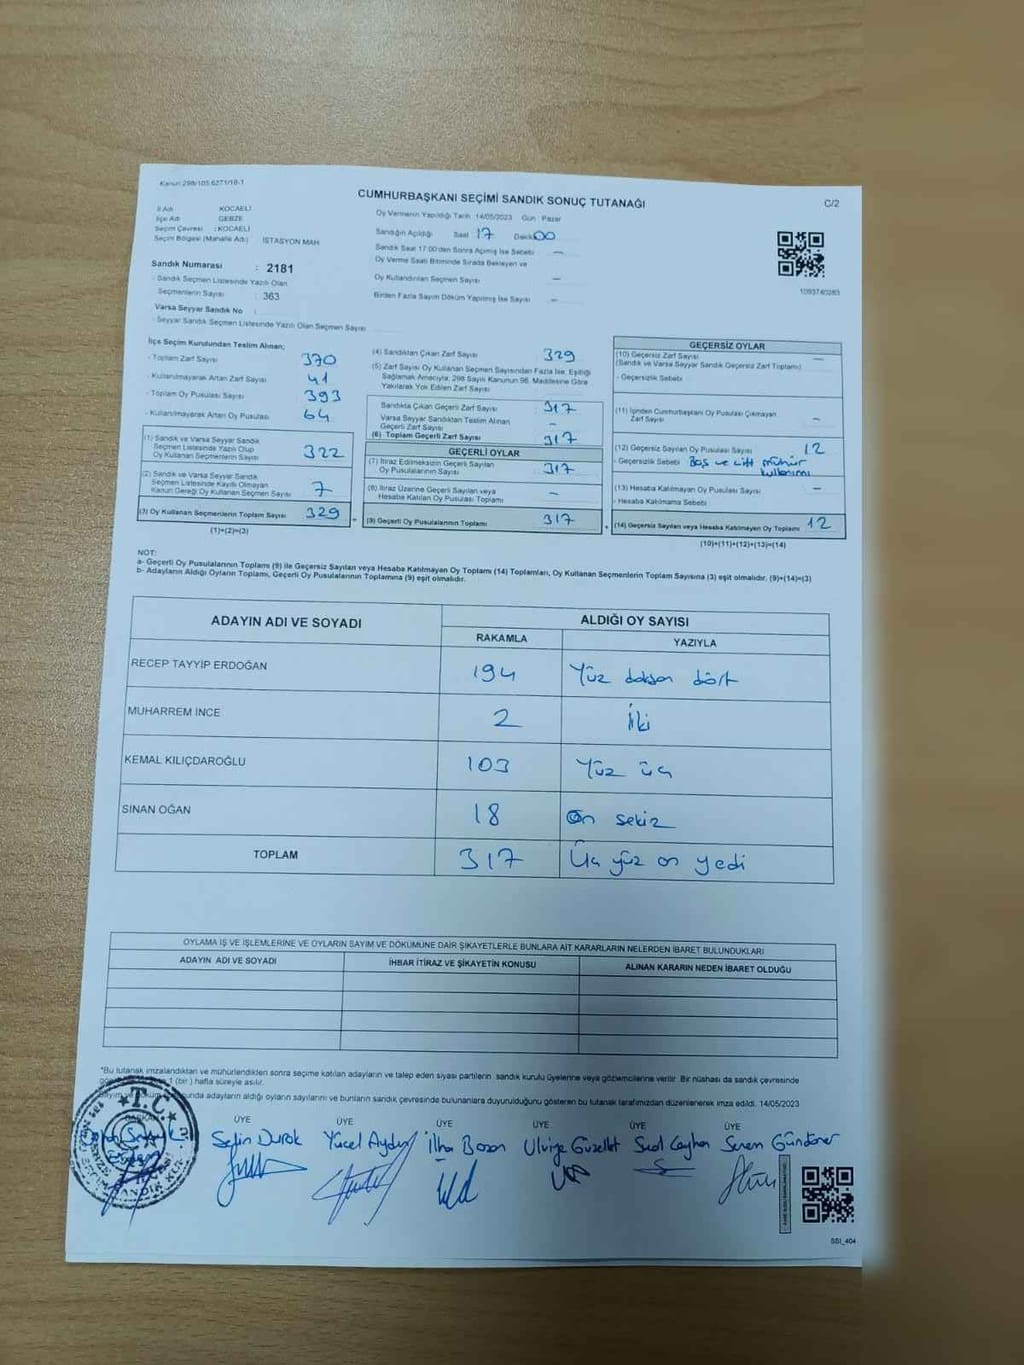 Kanun 298/105,6271/18-1
CUMHURBAŞKANI SEÇİMİ SANDIK SONUÇ TUTANAĞI
C/2
İl Adı : KOCAELİ
İlçe Adı : GEBZE
Seçim Çevresi : KOCAELİ
Seçim Bölgesi (Mahalle Adı) : İSTASYON MAH
Sandık Numarası : 2181
Sandık Seçmen Listesinde Yazılı Olan
Seçmenlerin Sayısı : 363
Varsa Seyyar Sandık No :
Seyyar Sandık Seçmen Listesinde Yazılı Olan Seçmen Sayısı
Oy Vermenin Yapıldığı Tarih :14/05/2023 Gün : Pazar
Sandığın Açıldığı Saat 17 Dakika 00
Sandık Saat 17:00'den Sonra Açılmış İse Sebebi —
Oy Verme Saati Bitiminde Sırada Bekleyen ve
Oy Kullandırılan Seçmen Sayısı —
Birden Fazla Sayım Döküm Yapılmış İse Sayısı —
1093740283
İlçe Seçim Kurulundan Teslim Alınan;
- Toplam Zarf Sayısı 370
- Kullanılmayarak Artan Zarf Sayısı 41
- Toplam Oy Pusulası Sayısı 393
- Kullanılmayarak Artan Oy Pusulası 64
(1) Sandık ve Varsa Seyyar Sandık
Seçmen Listesinde Yazılı Olup
Oy Kullanan Seçmenlerin Sayısı 322
(2) Sandık ve Varsa Seyyar Sandık
Seçmen Listesinde Kayıtlı Olmayan
Kanun Gereği Oy Kullanan Seçmen Sayısı 7
(3) Oy Kullanan Seçmenlerin Toplam Sayısı 329
(1)+(2)=(3)
(4) Sandıktan Çıkan Zarf Sayısı 329
(5) Zarf Sayısı Oy Kullanan Seçmen Sayısından Fazla İse, Eşitliği
Sağlamak Amacıyla, 298 Sayılı Kanunun 98. Maddesine Göre
Yakılarak Yok Edilen Zarf Sayısı
Sandıkta Çıkan Geçerli Zarf Sayısı 317
Varsa Seyyar Sandıktan Teslim Alınan
Geçerli Zarf Sayısı —
(6) Toplam Geçerli Zarf Sayısı 317
GEÇERLİ OYLAR
(7) İtiraz Edilmeksizin Geçerli Sayılan
Oy Pusulalarının Sayısı 317
(8) İtiraz Üzerine Geçerli Sayılan veya
Hesaba Katılan Oy Pusulası Toplamı —
(9) Geçerli Oy Pusulalarının Toplamı 317
GEÇERSİZ OYLAR
(10) Geçersiz Zarf Sayısı —
(Sandık ve Varsa Seyyar Sandık Geçersiz Zarf Toplamı)
- Geçersizlik Sebebi
(11) İçinden Cumhurbaşkanı Oy Pusulası Çıkmayan
Zarf Sayısı —
(12) Geçersiz Sayılan Oy Pusulası Sayısı 12
- Geçersizlik Sebebi Boş ve çift mühür
kullanımı
(13) Hesaba Katılmayan Oy Pusulası Sayısı —
- Hesaba Katılmama Sebebi
(14) Geçersiz Sayılan veya Hesaba Katılmayan Oy Toplamı 12
(10)+(11)+(12)+(13)=(14)
NOT:
a- Geçerli Oy Pusulalarının Toplamı (9) ile Geçersiz Sayılan veya Hesaba Katılmayan Oy Toplamı (14) Toplamları, Oy Kullanan Seçmenlerin Toplam Sayısına (3) eşit olmalıdır. (9)+(14)=(3)
b- Adayların Aldığı Oyların Toplamı, Geçerli Oy Pusulalarının Toplamına (9) eşit olmalıdır.
ADAYIN ADI VE SOYADI
ALDIĞI OY SAYISI
RAKAMLA YAZIYLA
RECEP TAYYİP ERDOĞAN 194 Yüz doksan dört
MUHARREM İNCE 2 İki
KEMAL KILIÇDAROĞLU 103 Yüz üç
SİNAN OĞAN 18 On sekiz
TOPLAM 317 Üç yüz on yedi
OYLAMA İŞ VE İŞLEMLERİNE VE OYLARIN SAYIM VE DÖKÜMÜNE DAİR ŞİKAYETLERLE BUNLARA AİT KARARLARIN NELERDEN İBARET BULUNDUKLARI
ADAYIN ADI VE SOYADI İHBAR İTİRAZ VE ŞİKAYETİN KONUSU ALINAN KARARIN NEDEN İBARET OLDUĞU
"Bu tutanak imzalandıktan ve mühürlendikten sonra seçime katılan adayların ve talep eden siyasi partilerin sandık kurulu üyelerine veya gözlemcilerine verilir. Bir nüshası da sandık çevresinde
1 (bir) hafta süreyle asılır.
adayların aldığı oyların sayılarını ve bunların sandık çevresinde bulunanlara duyurulduğunu gösteren bu tutanak tarafımızdan düzenlenerek imza edildi. 14/05/2023
ÜYE ÜYE ÜYE ÜYE ÜYE ÜYE
Selin Durok Yücel Aydın İlha Bozan Ulviye Güzellet Sud Ceyhan Senem Gündoner
T.C.
SSİ_404